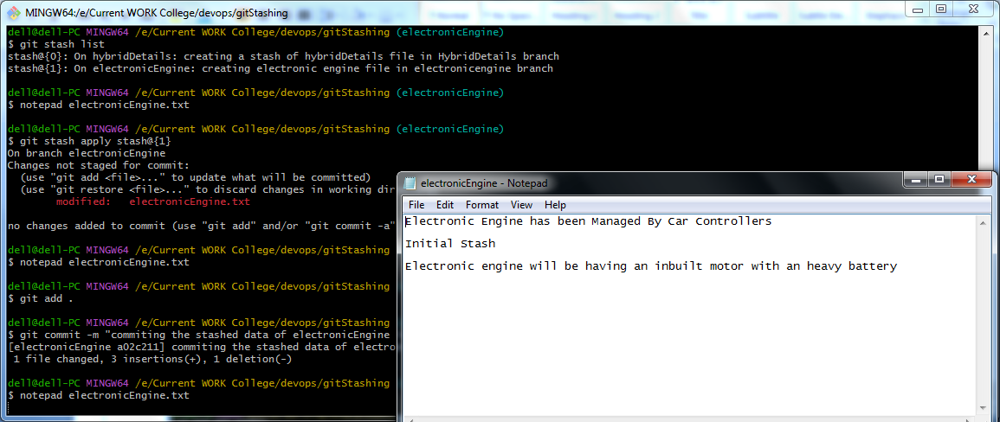 MINGW64:/e/Current WORK College/devops/gitStashing
dell@dell-PC MINGW64 /e/Current WORK College/devops/gitStashing (electronicEngine)
$ git stash list
stash@{0}: On hybridDetails: creating a stash of hybridDetails file in HybridDetails branch
stash@{1}: On electronicEngine: creating electronic engine file in electronicengine branch
dell@dell-PC MINGW64 /e/Current WORK College/devops/gitStashing (electronicEngine)
$ notepad electronicEngine.txt
dell@dell-PC MINGW64 /e/Current WORK College/devops/gitStashing (electronicEngine)
$ git stash apply stash@{1}
On branch electronicEngine
Changes not staged for commit:
(use "git add <file>..." to update what will be committed)
(use "git restore <file>..." to discard changes in working dir
modified: electronicEngine.txt
no changes added to commit (use "git add" and/or "git commit -a"
dell@dell-PC MINGW64 /e/Current WORK College/devops/gitStashing
$ notepad electronicEngine.txt
dell@dell-PC MINGW64 /e/Current WORK College/devops/gitStashing
$ git add .
dell@dell-PC MINGW64 /e/Current WORK College/devops/gitStashing
$ git commit -m "commiting the stashed data of electronicEngine
[electronicEngine a02c211] commiting the stashed data of electro
1 file changed, 3 insertions(+), 1 deletion(-)
dell@dell-PC MINGW64 /e/Current WORK College/devops/gitStashing
$ notepad electronicEngine.txt
electronicEngine - Notepad
File Edit Format View Help
Electronic Engine has been Managed By Car Controllers
Initial Stash
Electronic engine will be having an inbuilt motor with an heavy battery